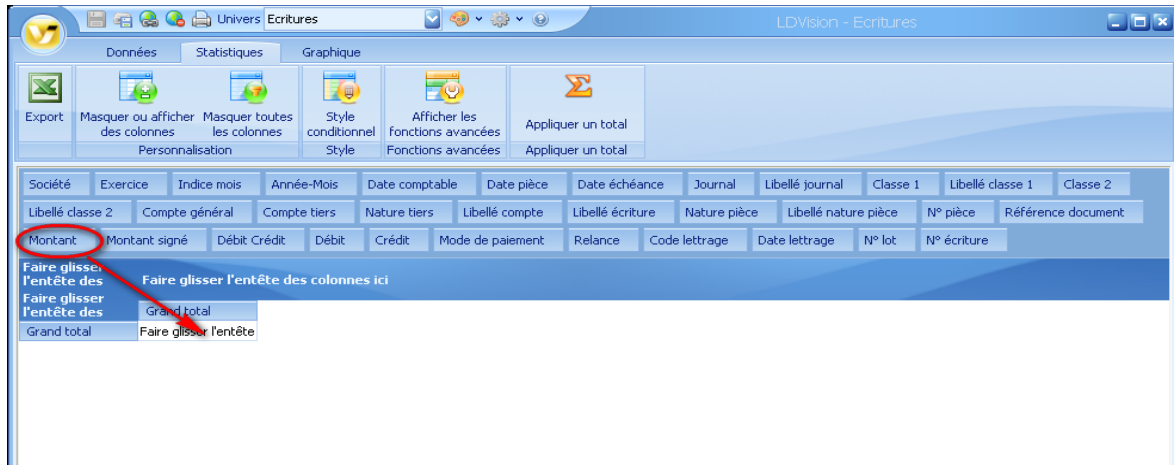 Univers Ecritures LDVision - Ecritures
Données Statistiques Graphique
Export Masquer ou afficher des colonnes Masquer toutes les colonnes Style conditionnel Afficher les fonctions avancées Appliquer un total
Personnalisation Style Fonctions avancées Appliquer un total
Société Exercice Indice mois Année-Mois Date comptable Date pièce Date échéance Journal Libellé journal Classe 1 Libellé classe 1 Classe 2
Libellé classe 2 Compte général Compte tiers Nature tiers Libellé compte Libellé écriture Nature pièce Libellé nature pièce N° pièce Référence document
Montant Montant signé Débit Crédit Débit Crédit Mode de paiement Relance Code lettrage Date lettrage N° lot N° écriture
Faire glisser
l'entête des Faire glisser l'entête des colonnes ici
Faire glisser
l'entête des Grand total
Grand total Faire glisser l'entête